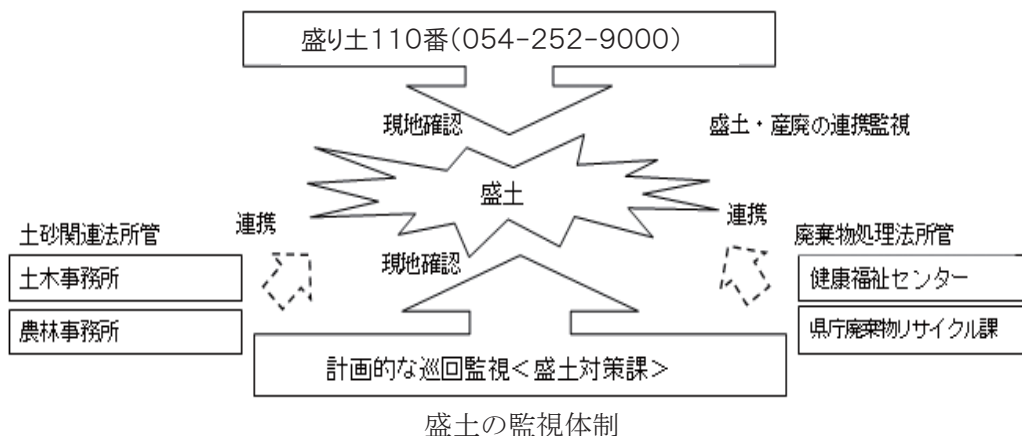 盛り土110番(054-252-9000)
現地確認
盛土・産廃の連携監視
盛土
土砂関連法所管
連携
連携
廃棄物処理法所管
土木事務所
現地確認
健康福祉センター
農林事務所
県庁廃棄物リサイクル課
計画的な巡回監視<盛土対策課>
盛土の監視体制